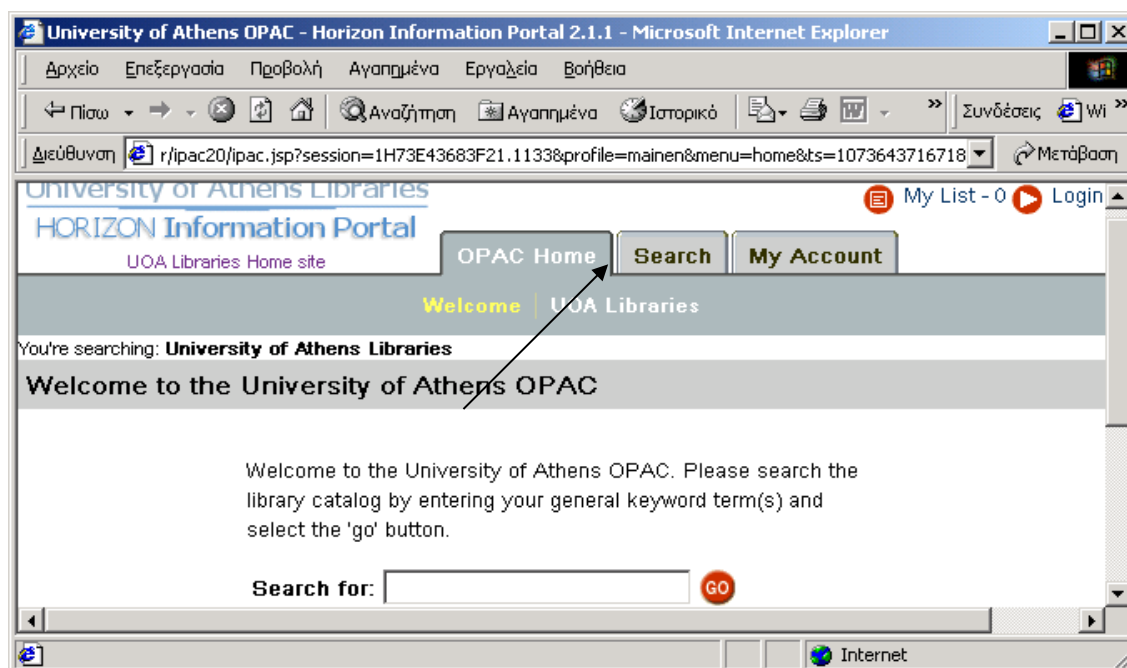 University of Athens OPAC - Horizon Information Portal 2.1.1 - Microsoft Internet Explorer
Αρχείο Επεξεργασία Προβολή Αγαπημένα Εργαλεία Βοήθεια
Πίσω Αναζήτηση Αγαπημένα Ιστορικό » Συνδέσεις Wi »
Διεύθυνση r/ipac20/ipac.jsp?session=1H73E43683F21.1133&profile=mainen&menu=home&ts=1073643716718 Μετάβαση
University of Athens Libraries
My List - 0 Login
HORIZON Information Portal
UOA Libraries Home site
OPAC Home Search My Account
Welcome | UOA Libraries
You're searching: University of Athens Libraries
Welcome to the University of Athens OPAC
Welcome to the University of Athens OPAC. Please search the
library catalog by entering your general keyword term(s) and
select the 'go' button.
Search for: GO
Internet